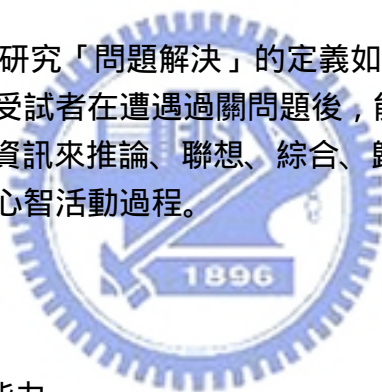 研究「問題解決」的定義如
受試者在遭遇過關問題後，能
資訊來推論、聯想、綜合、歸
心智活動過程。
1896
能力